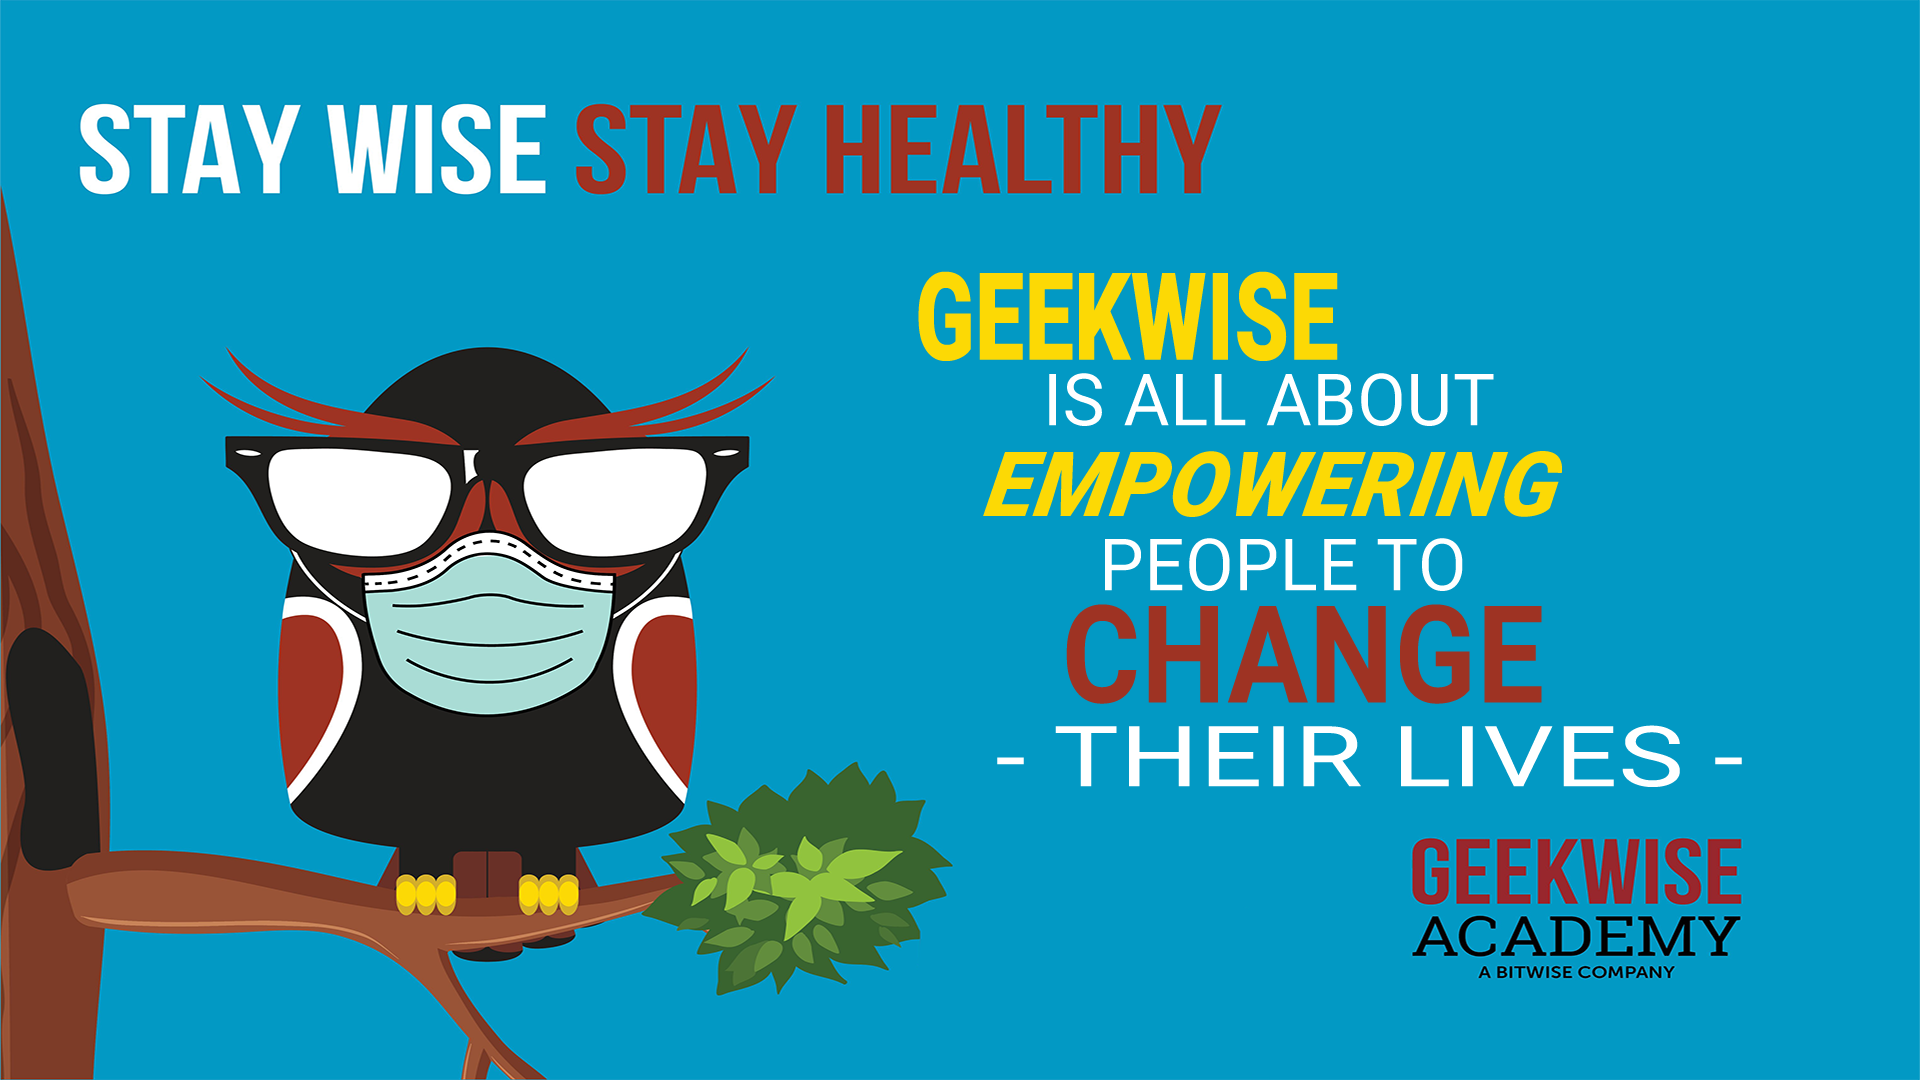 STAY WISE STAY HEALTHY
GEEKWISE
IS ALL ABOUT
EMPOWERING
PEOPLE TO
CHANGE
- THEIR LIVES -
GEEKWISE
ACADEMY
A BITWISE COMPANY